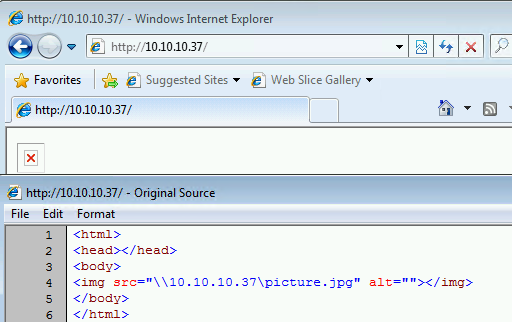 http://10.10.10.37/ - Windows Internet Explorer
http://10.10.10.37/
Favorites Suggested Sites Web Slice Gallery
http://10.10.10.37/
http://10.10.10.37/ - Original Source
File Edit Format
1 <html>
2 <head></head>
3 <body>
4 <img src="\\10.10.10.37\picture.jpg" alt=""></img>
5 </body>
6 </html>